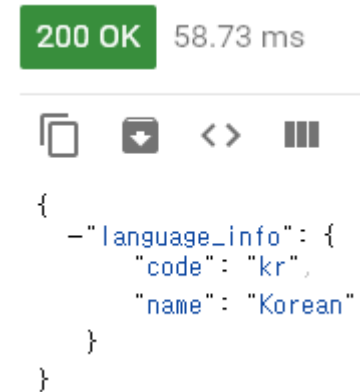 200 OK 58.73 ms
{
−"language_info": {
"code": "kr",
"name": "Korean"
}
}